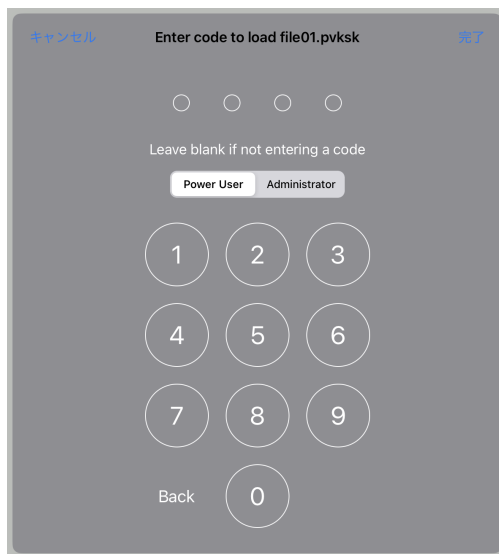 キャンセル Enter code to load file01.pvksk 完了
Leave blank if not entering a code
Power User Administrator
1 2 3
4 5 6
7 8 9
Back 0